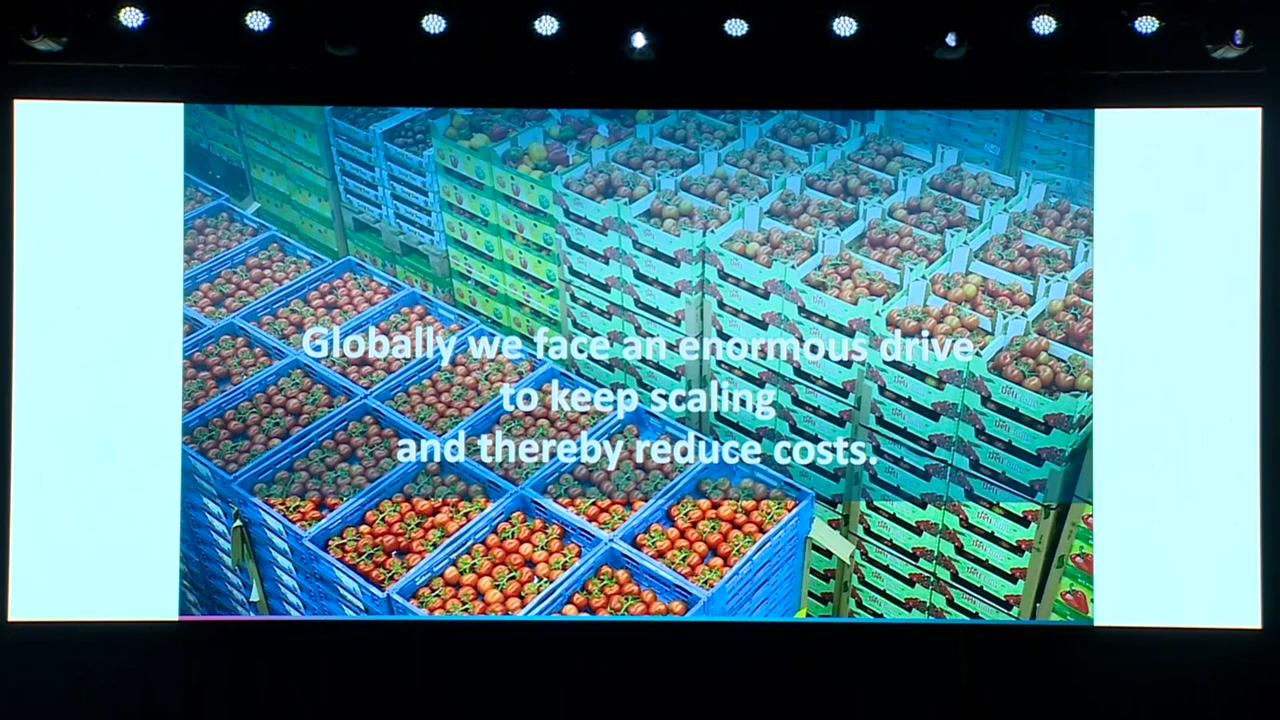 Globally we face an enormous drive
to keep scaling
and thereby reduce costs.